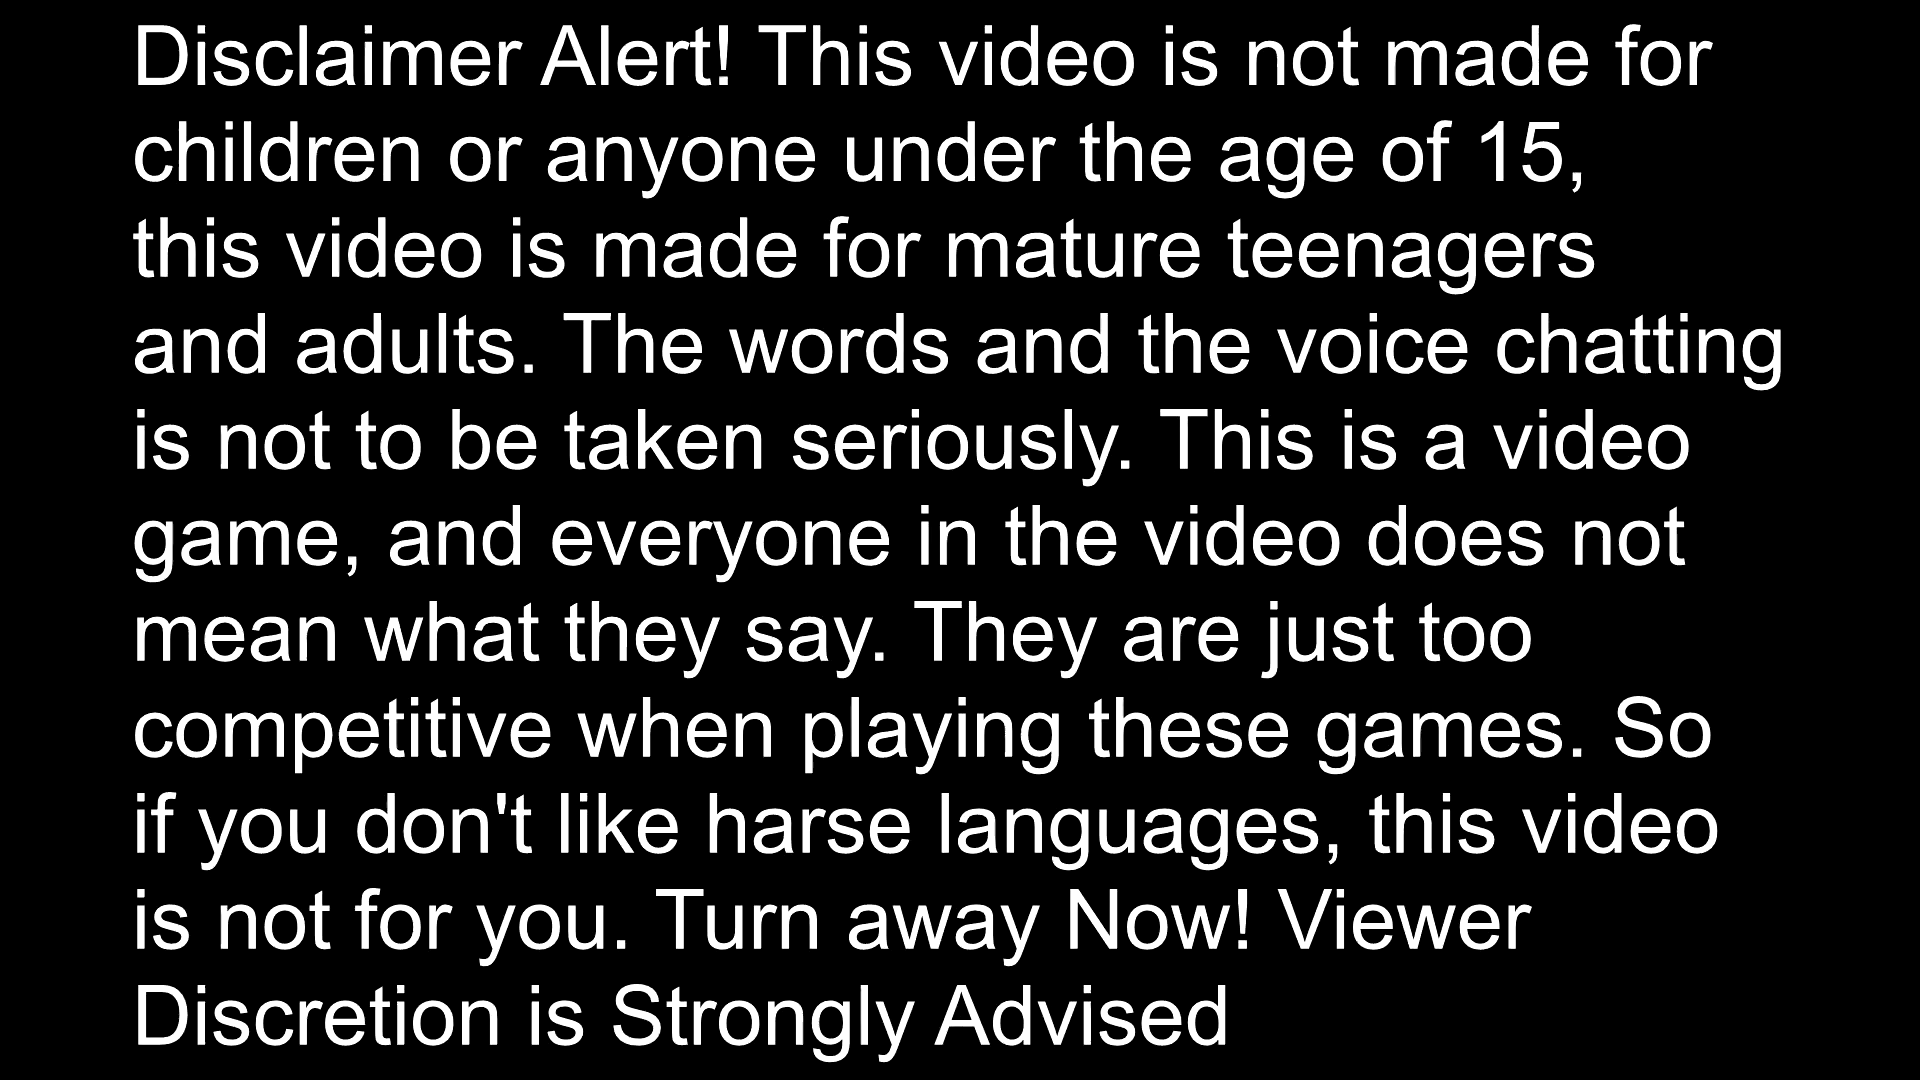 Disclaimer Alert! This video is not made for
children or anyone under the age of 15,
this video is made for mature teenagers
and adults. The words and the voice chatting
is not to be taken seriously. This is a video
game, and everyone in the video does not
mean what they say. They are just too
competitive when playing these games. So
if you don't like harse languages, this video
is not for you. Turn away Now! Viewer
Discretion is Strongly Advised